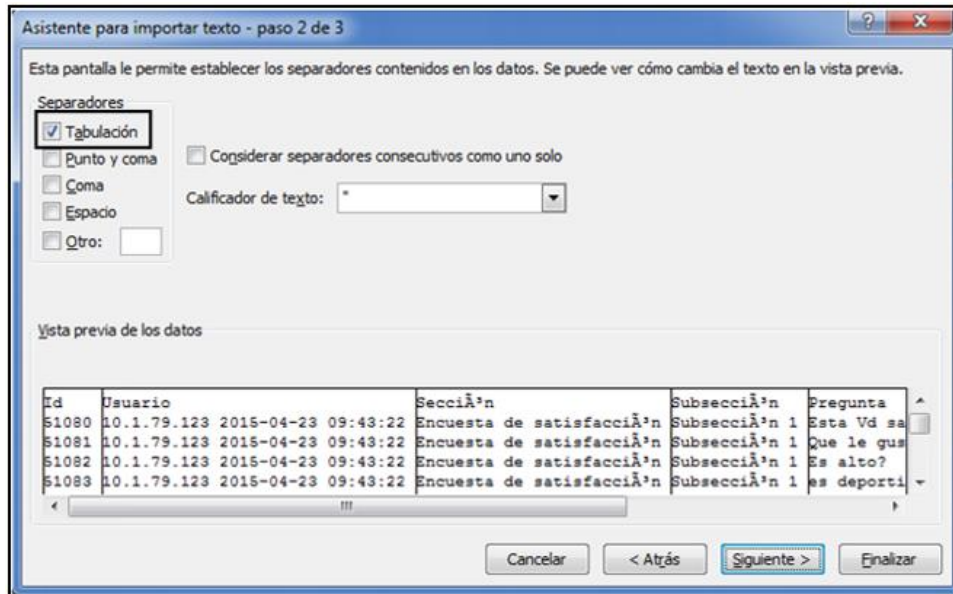 Asistente para importar texto - paso 2 de 3
Esta pantalla le permite establecer los separadores contenidos en los datos. Se puede ver cómo cambia el texto en la vista previa.
Separadores
Tabulación
Punto y coma
Coma
Espacio
Otro:
Considerar separadores consecutivos como uno solo
Calificador de texto: "
Vista previa de los datos
Id Usuario SecciÃ³n SubsecciÃ³n Pregunta
51080 10.1.79.123 2015-04-23 09:43:22 Encuesta de satisfacciÃ³n SubsecciÃ³n 1 Esta Vd sa
51081 10.1.79.123 2015-04-23 09:43:22 Encuesta de satisfacciÃ³n SubsecciÃ³n 1 Que le gus
51082 10.1.79.123 2015-04-23 09:43:22 Encuesta de satisfacciÃ³n SubsecciÃ³n 1 Es alto?
51083 10.1.79.123 2015-04-23 09:43:22 Encuesta de satisfacciÃ³n SubsecciÃ³n 1 es deporti
Cancelar < Atrás Siguiente > Finalizar